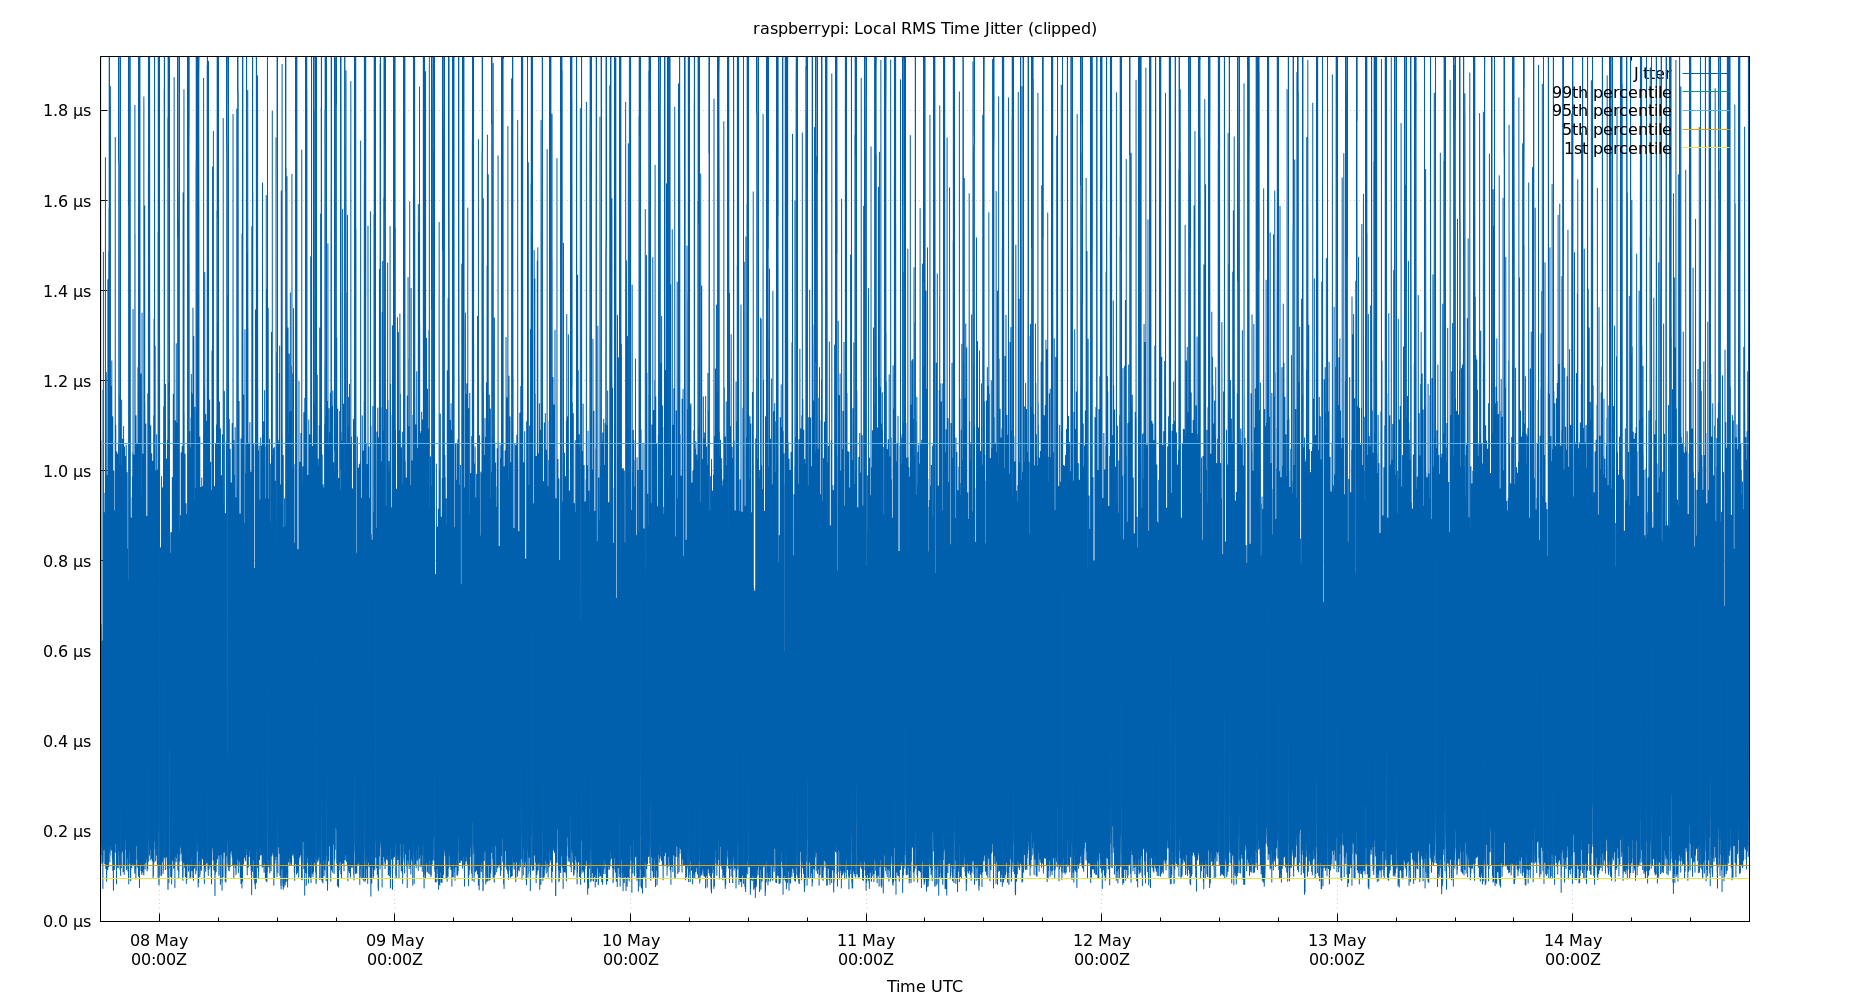 raspberrypi: Local RMS Time Jitter (clipped)
Jitter
99th percentile
95th percentile
5th percentile
1st percentile
1.8 µs
1.6 µs
1.4 µs
1.2 µs
1.0 µs
0.8 µs
0.6 µs
0.4 µs
0.2 µs
0.0 µs
08 May 09 May 10 May 11 May 12 May 13 May 14 May
00:00Z 00:00Z 00:00Z 00:00Z 00:00Z 00:00Z 00:00Z
Time UTC